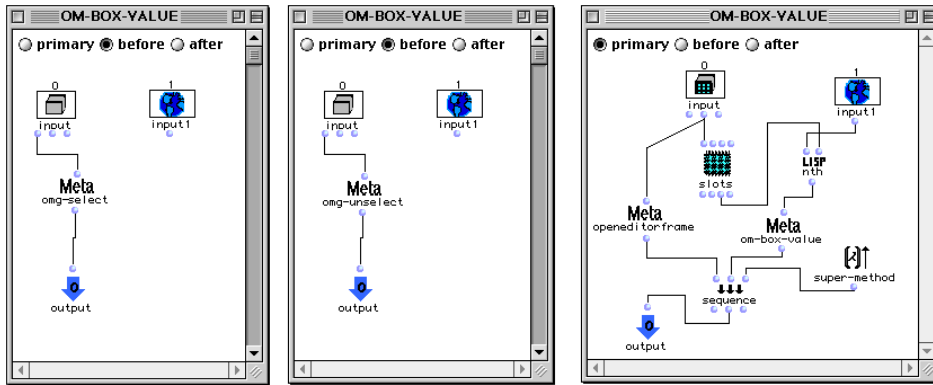 OM-BOX-VALUE
primary before after
0
input
1
input1
Meta
omg-select
0
output
OM-BOX-VALUE
primary before after
0
input
1
input1
Meta
omg-unselect
0
output
OM-BOX-VALUE
primary before after
0
input
1
input1
slots
LISP
nth
Meta
openeditorframe
Meta
om-box-value
super-method
sequence
0
output